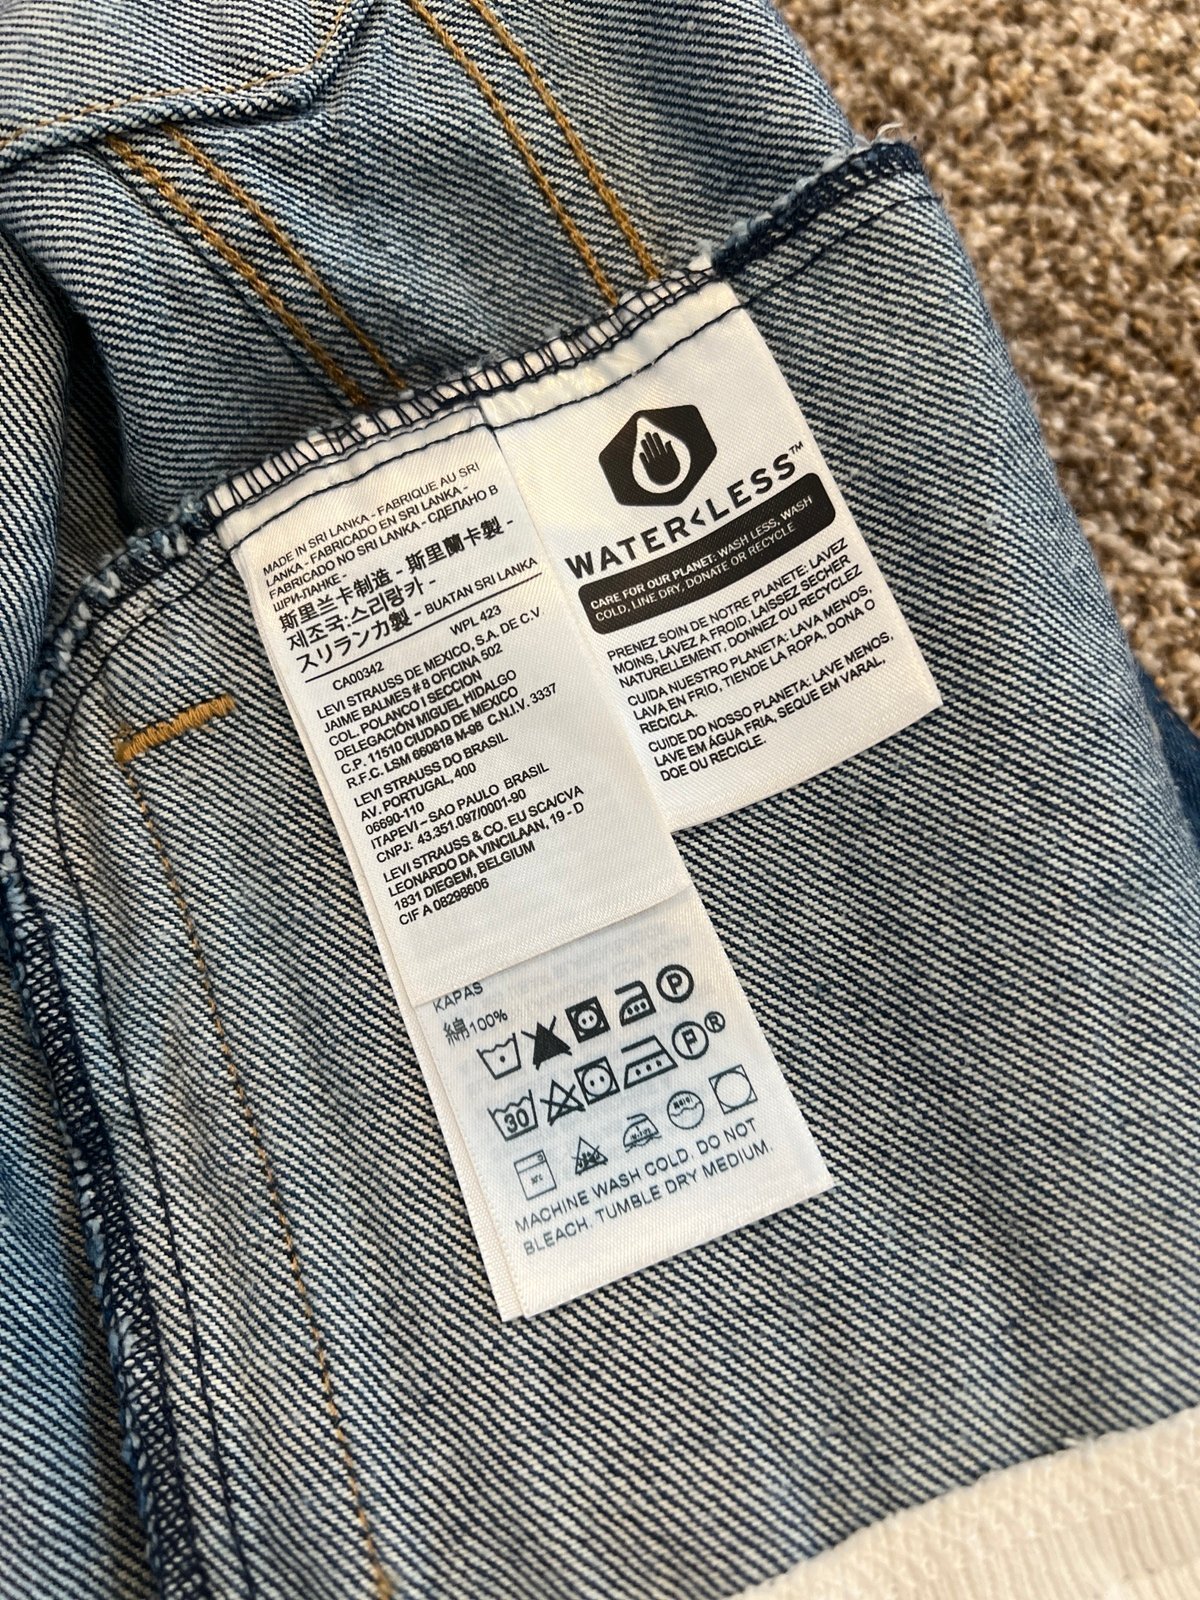 MADE IN SRI LANKA - FABRIQUE AU SRI
LANKA - FABRICADO EN SRI LANKA -
FABRICADO NO SRI LANKA - СДЕЛАНО В
ШРИ-ЛАНКЕ -
斯里兰卡制造 - 斯里蘭卡製 -
제조국:스리랑카 -
スリランカ製 - BUATAN SRI LANKA
CA00342 WPL 423
LEVI STRAUSS DE MEXICO, S.A. DE C.V
JAIME BALMES # 8 OFICINA 502
COL. POLANCO I SECCION
DELEGACIÓN MIGUEL HIDALGO
C.P. 11510 CIUDAD DE MEXICO
R.F.C. LSM 860818 M-98 C.N.I.V. 3337
LEVI STRAUSS DO BRASIL
AV. PORTUGAL, 400
06690-110
ITAPEVI – SAO PAULO BRASIL
CNPJ: 43.351.097/0001-90
LEVI STRAUSS & CO. EU SCA/CVA
LEONARDO DA VINCILAAN, 19 - D
1831 DIEGEM, BELGIUM
CIF A 08298606
WATER<LESS™
CARE FOR OUR PLANET: WASH LESS, WASH
COLD, LINE DRY, DONATE OR RECYCLE
PRENEZ SOIN DE NOTRE PLANETE: LAVEZ
MOINS, LAVEZ A FROID, LAISSEZ SECHER
NATURELLEMENT, DONNEZ OU RECYCLEZ
CUIDA NUESTRO PLANETA: LAVA MENOS,
LAVA EN FRIO, TIENDE LA ROPA, DONA O
RECICLA.
CUIDE DO NOSSO PLANETA: LAVE MENOS,
LAVE EM ÁGUA FRIA, SEQUE EM VARAL,
DOE OU RECICLE.
KAPAS
綿100%
P
30 P®
MACHINE WASH COLD. DO NOT
BLEACH. TUMBLE DRY MEDIUM.